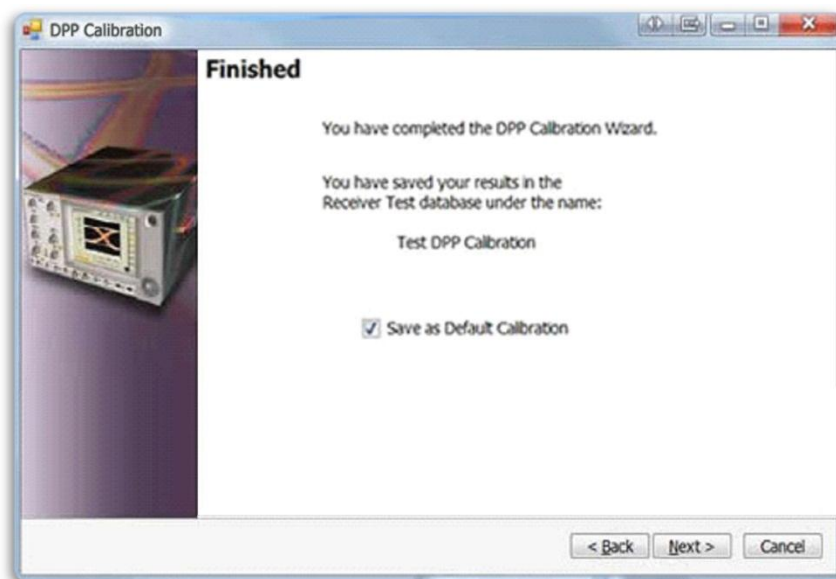 DPP Calibration
Finished
You have completed the DPP Calibration Wizard.
You have saved your results in the
Receiver Test database under the name:
Test DPP Calibration
Save as Default Calibration
< Back Next > Cancel